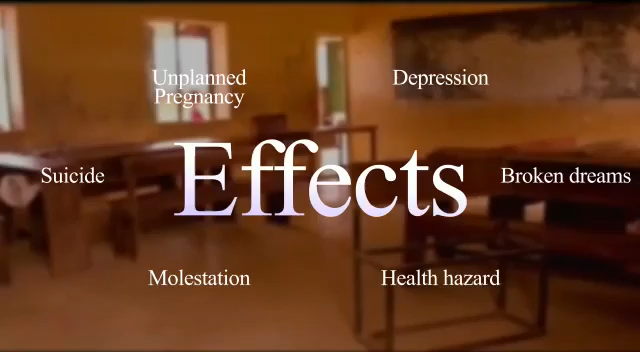 Unplanned
Pregnancy
Depression
Suicide
Effects
Broken dreams
Molestation
Health hazard